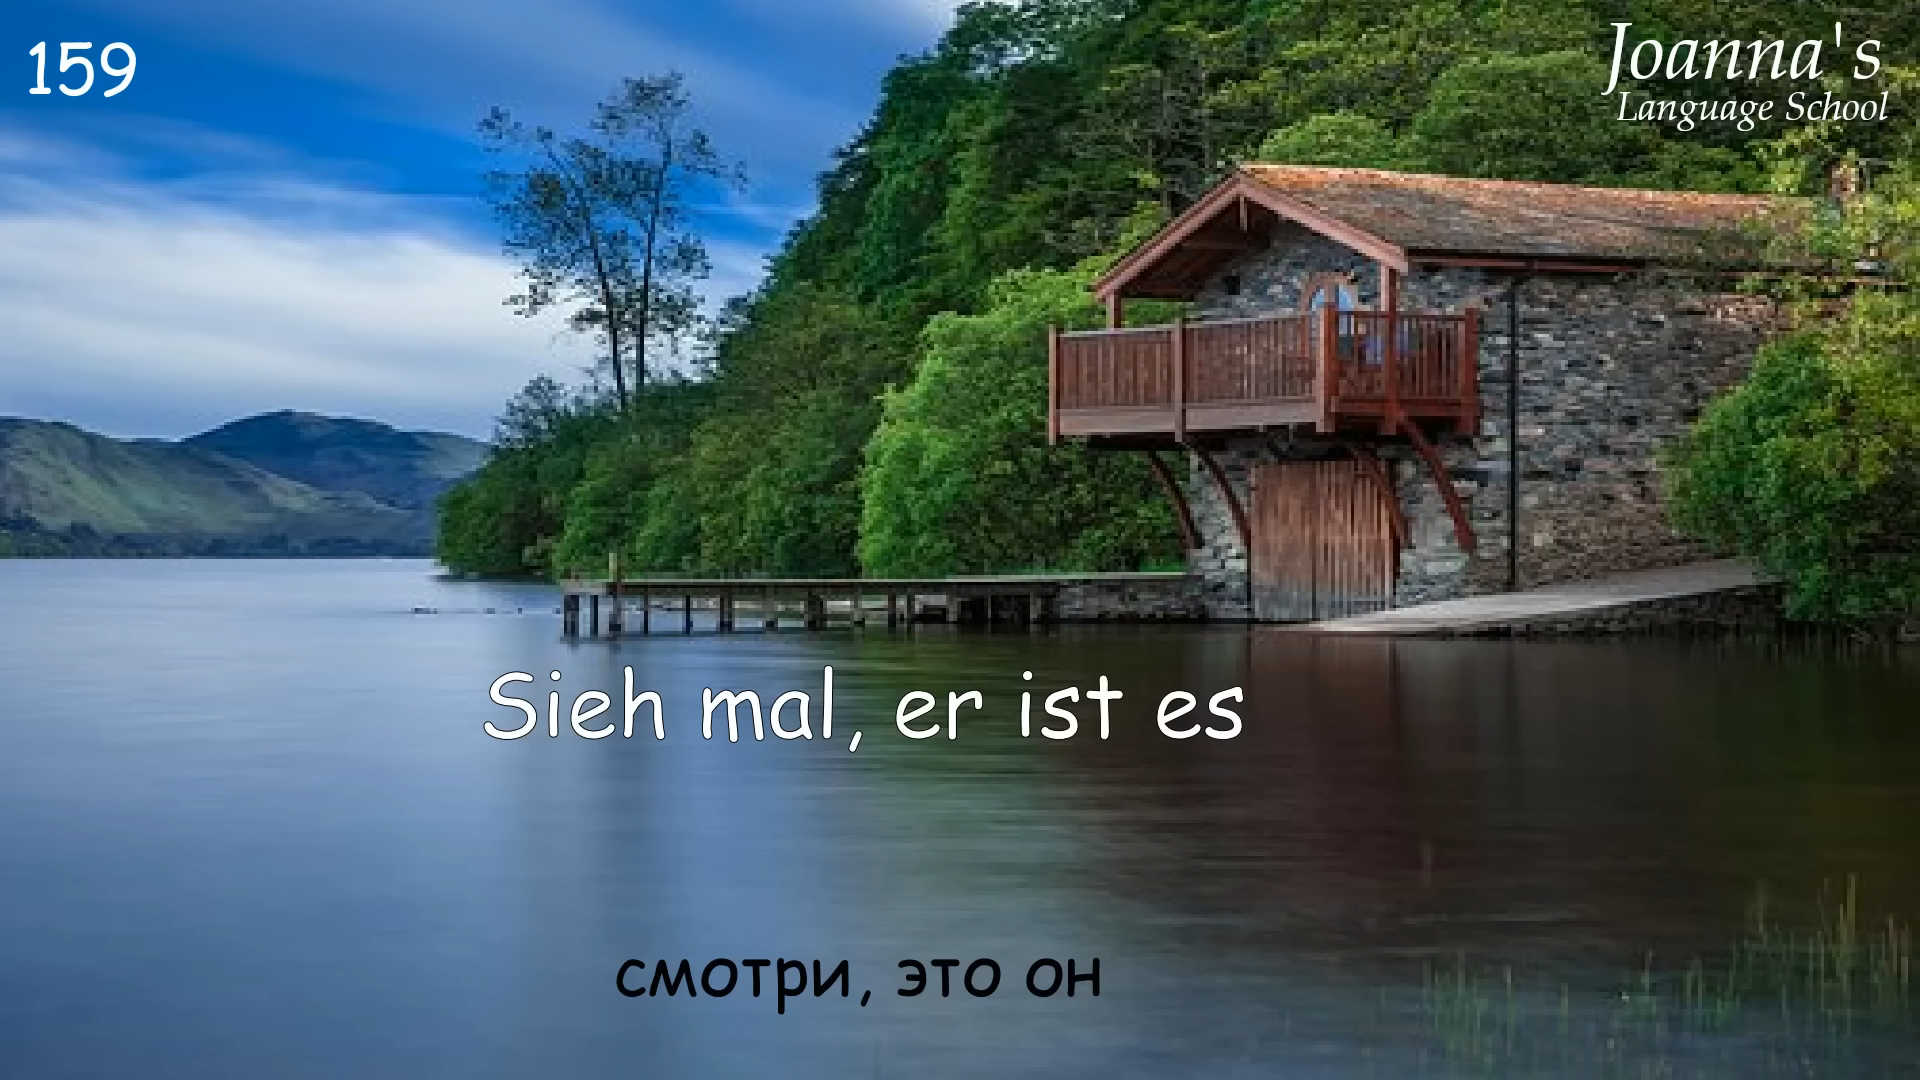 159
Joanna's
Language School
Sieh mal, er ist es
смотри, это он